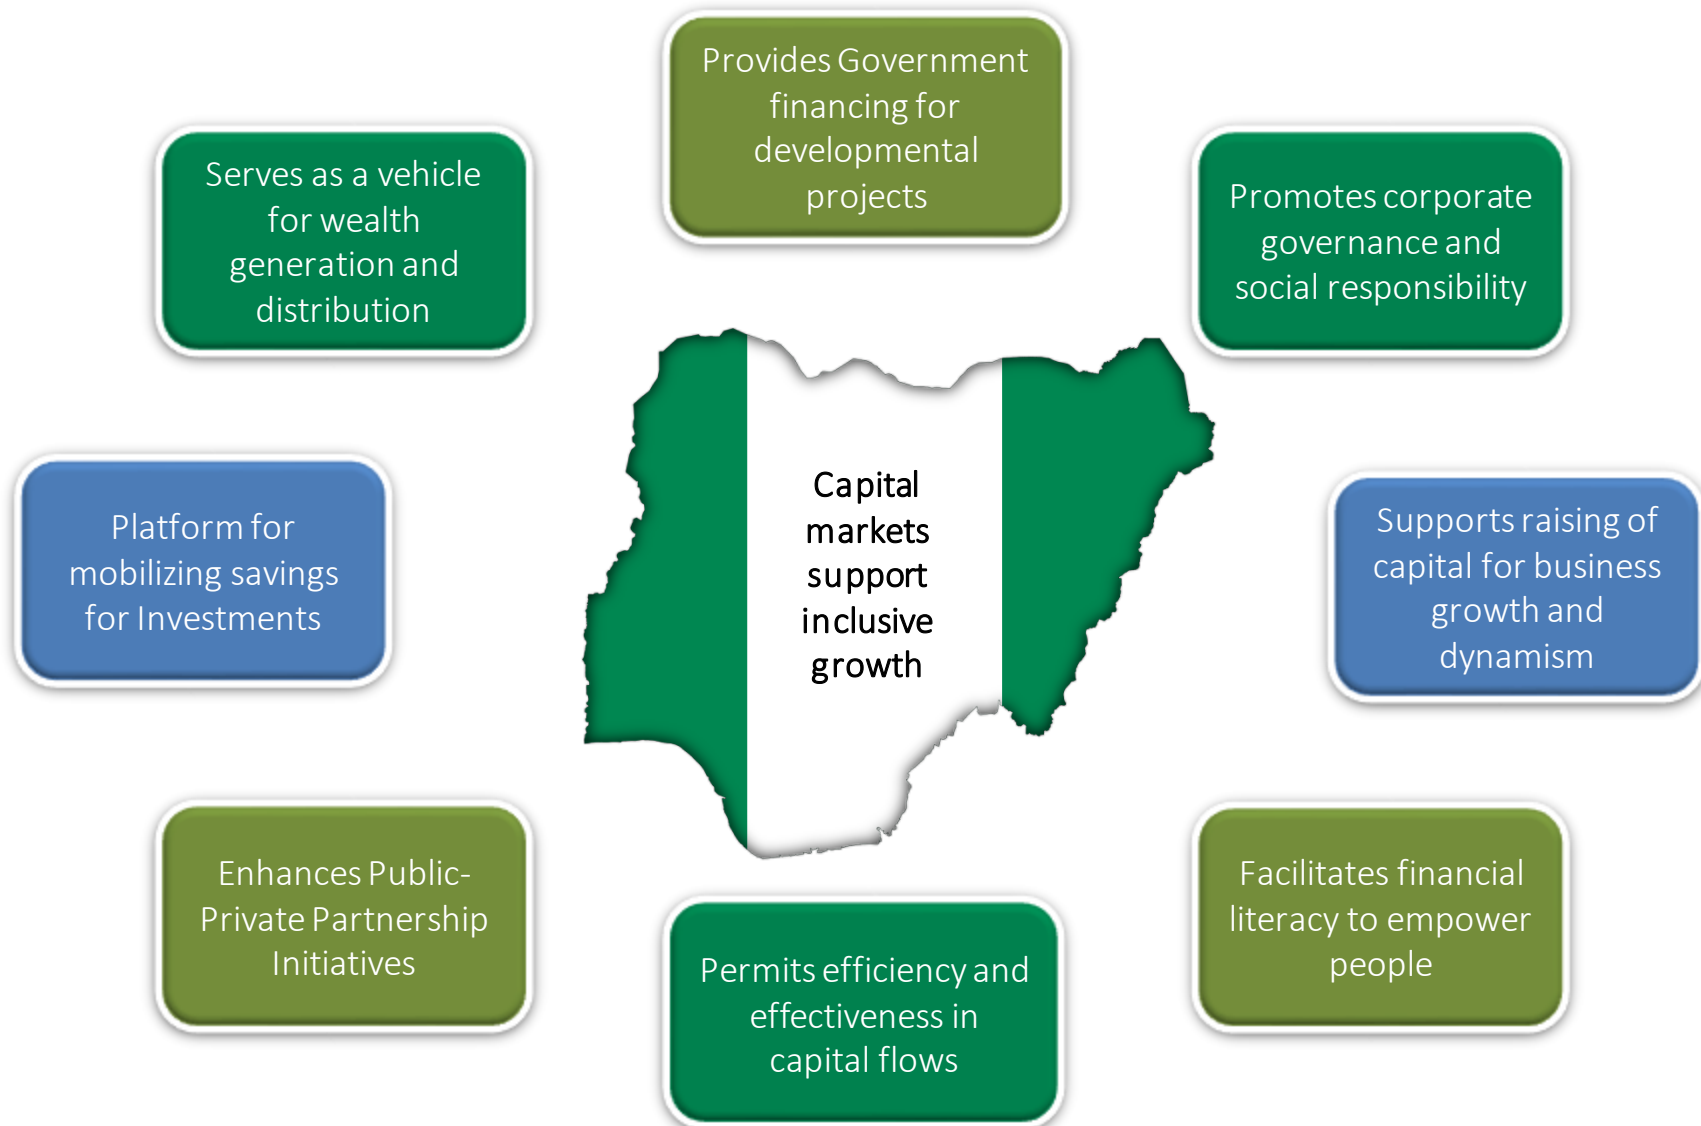 Provides Government
financing for
developmental
projects
Serves as a vehicle
for wealth
generation and
distribution
Promotes corporate
governance and
social responsibility
Capital
markets
support
inclusive
growth
Platform for
mobilizing savings
for Investments
Supports raising of
capital for business
growth and
dynamism
Enhances Public-
Private Partnership
Initiatives
Facilitates financial
literacy to empower
people
Permits efficiency and
effectiveness in
capital flows